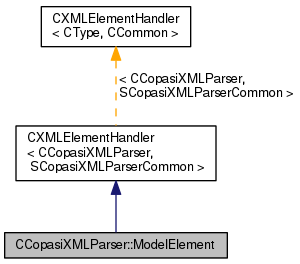 CXMLElementHandler
< CType, CCommon >
< CCopasiXMLParser,
SCopasiXMLParserCommon >
CXMLElementHandler
< CCopasiXMLParser,
SCopasiXMLParserCommon >
CCopasiXMLParser::ModelElement